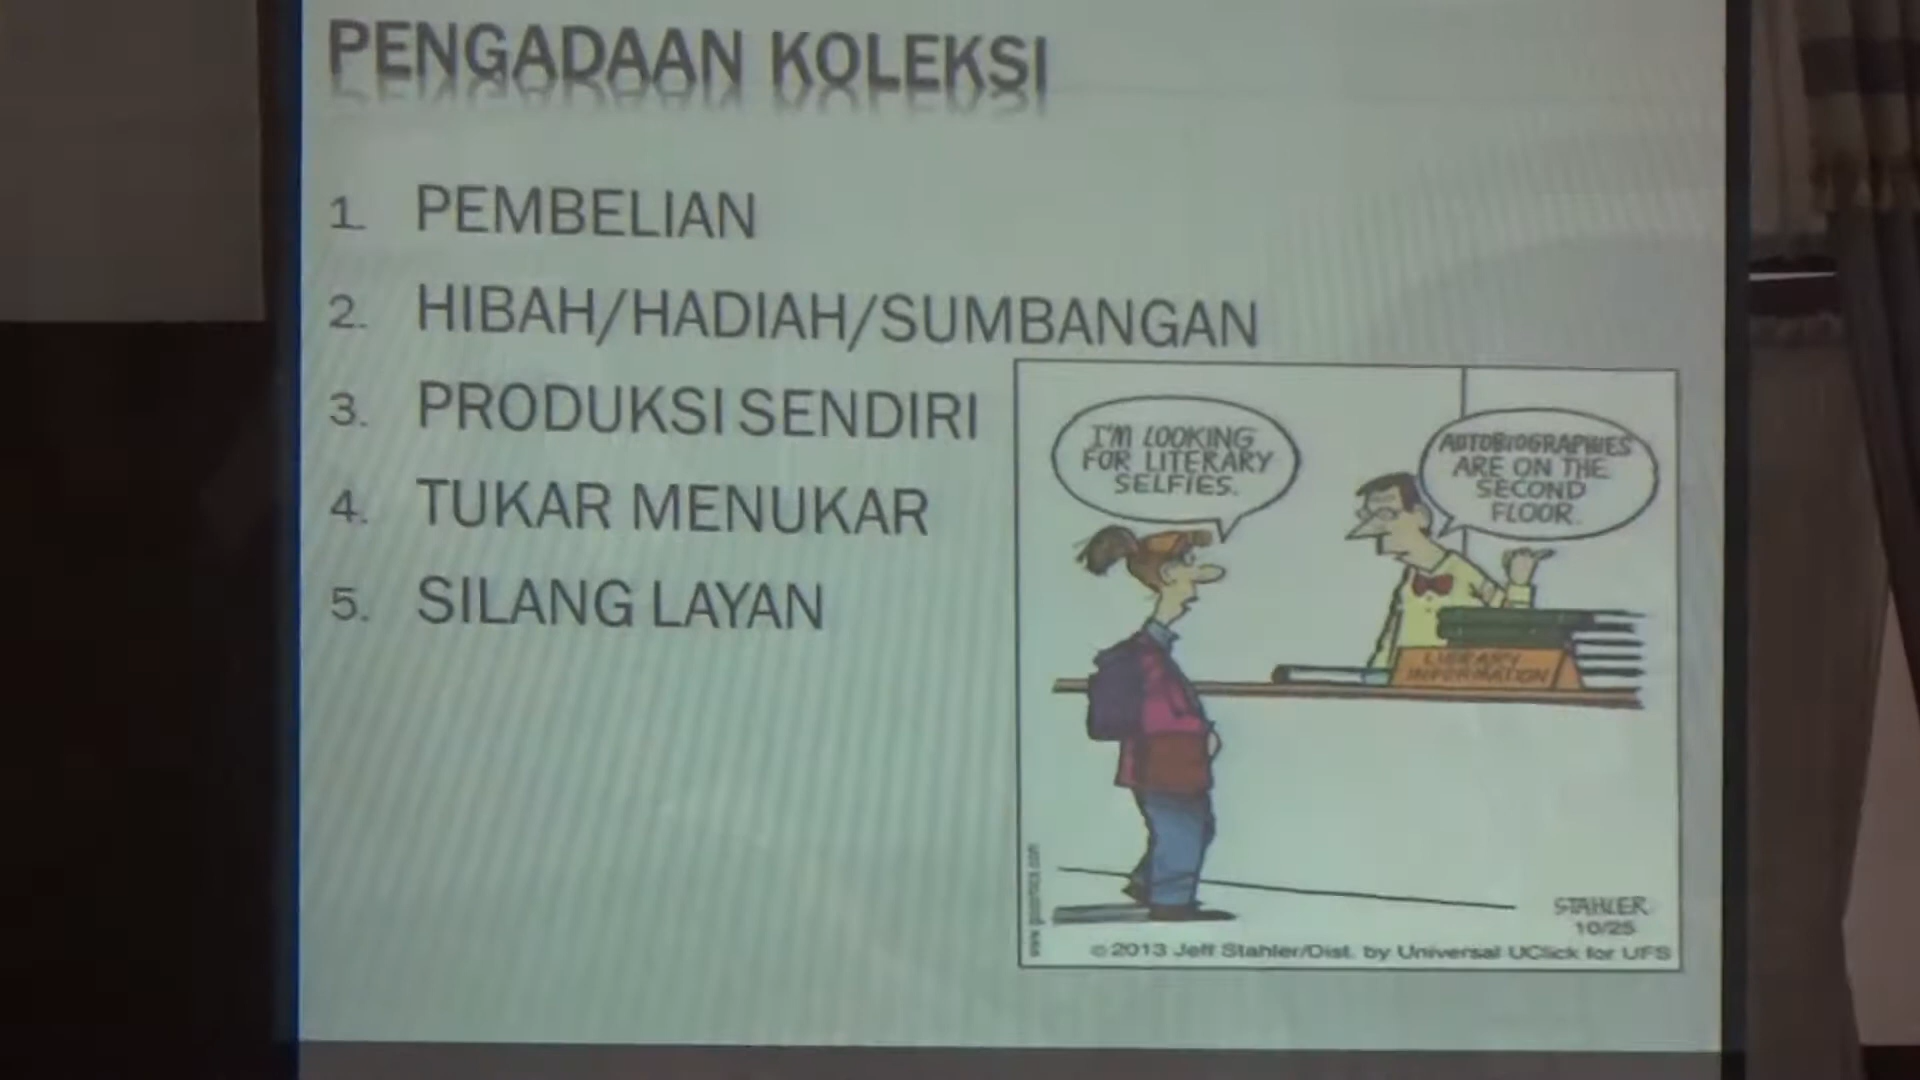 PENGADAAN KOLEKSI
1. PEMBELIAN
2. HIBAH/HADIAH/SUMBANGAN
3. PRODUKSI SENDIRI
4. TUKAR MENUKAR
5. SILANG LAYAN
I'M LOOKING
FOR LITERARY
SELFIES.
AUTOBIOGRAPHIES
ARE ON THE
SECOND
FLOOR.
LIBRARY
INFORMATION
STAHLER
10/25
© 2013 Jeff Stahler/Dist. by Universal UClick for UFS